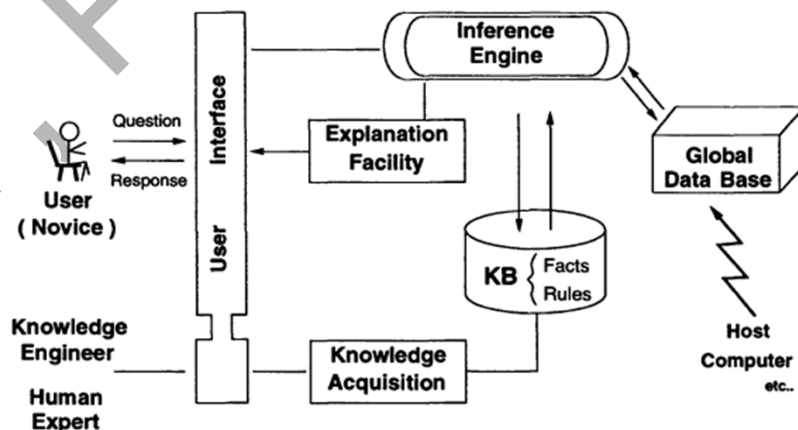 Inference
Engine
User Interface
Question
Response
User
( Novice )
Explanation
Facility
Global
Data Base
KB { Facts
Rules
Knowledge
Engineer
Human
Expert
Knowledge
Acquisition
Host
Computer
etc..